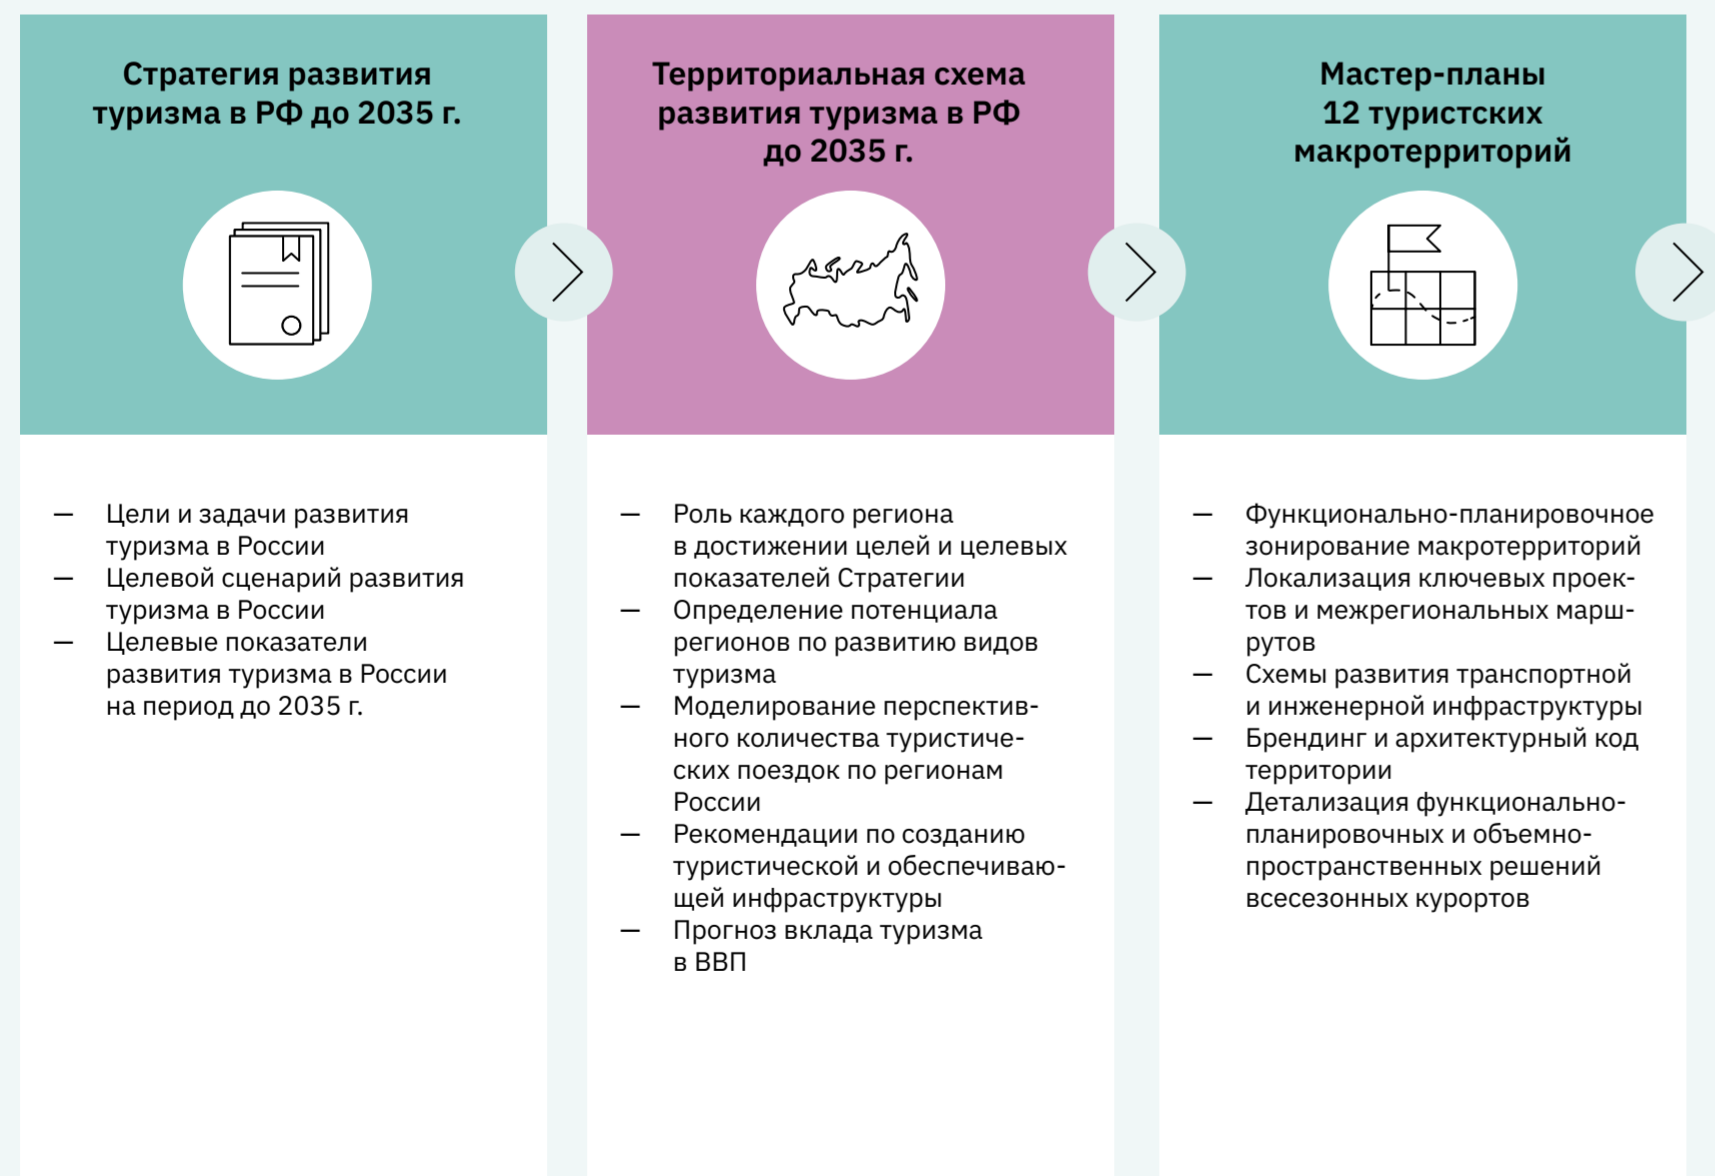 Стратегия развития
туризма в РФ до 2035 г.
— Цели и задачи развития
туризма в России
— Целевой сценарий развития
туризма в России
— Целевые показатели
развития туризма в России
на период до 2035 г.
Территориальная схема
развития туризма в РФ
до 2035 г.
— Роль каждого региона
в достижении целей и целевых
показателей Стратегии
— Определение потенциала
регионов по развитию видов
туризма
— Моделирование перспектив-
ного количества туристиче-
ских поездок по регионам
России
— Рекомендации по созданию
туристической и обеспечиваю-
щей инфраструктуры
— Прогноз вклада туризма
в ВВП
Мастер-планы
12 туристских
макротерриторий
— Функционально-планировочное
зонирование макротерриторий
— Локализация ключевых проек-
тов и межрегиональных марш-
рутов
— Схемы развития транспортной
и инженерной инфраструктуры
— Брендинг и архитектурный код
территории
— Детализация функционально-
планировочных и объемно-
пространственных решений
всесезонных курортов